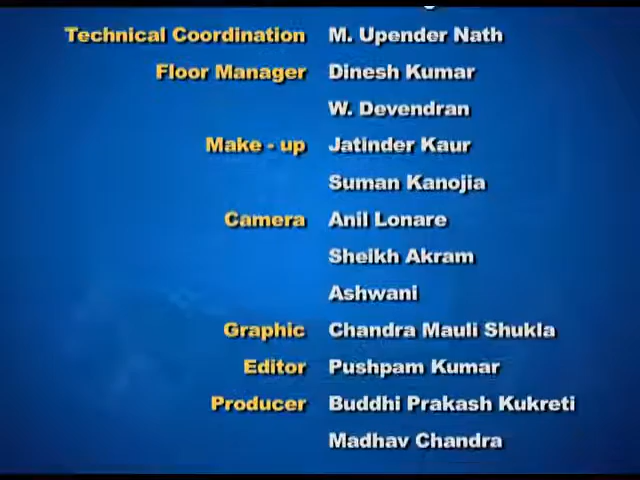 Technical Coordination M. Upender Nath
Floor Manager Dinesh Kumar
W. Devendran
Make - up Jatinder Kaur
Suman Kanojia
Camera Anil Lonare
Sheikh Akram
Ashwani
Graphic Chandra Mauli Shukla
Editor Pushpam Kumar
Producer Buddhi Prakash Kukreti
Madhav Chandra